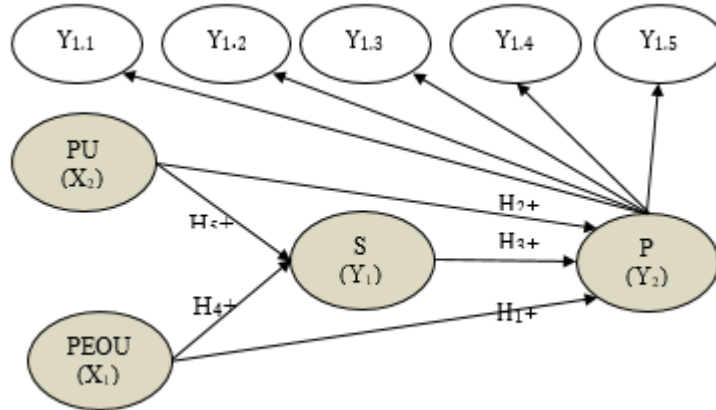 Y1.1
Y1.2
Y1.3
Y1.4
Y1.5
PU
(X2)
H2+
H5+
S
(Y1)
H3+
P
(Y2)
H4+
H1+
PEOU
(X1)